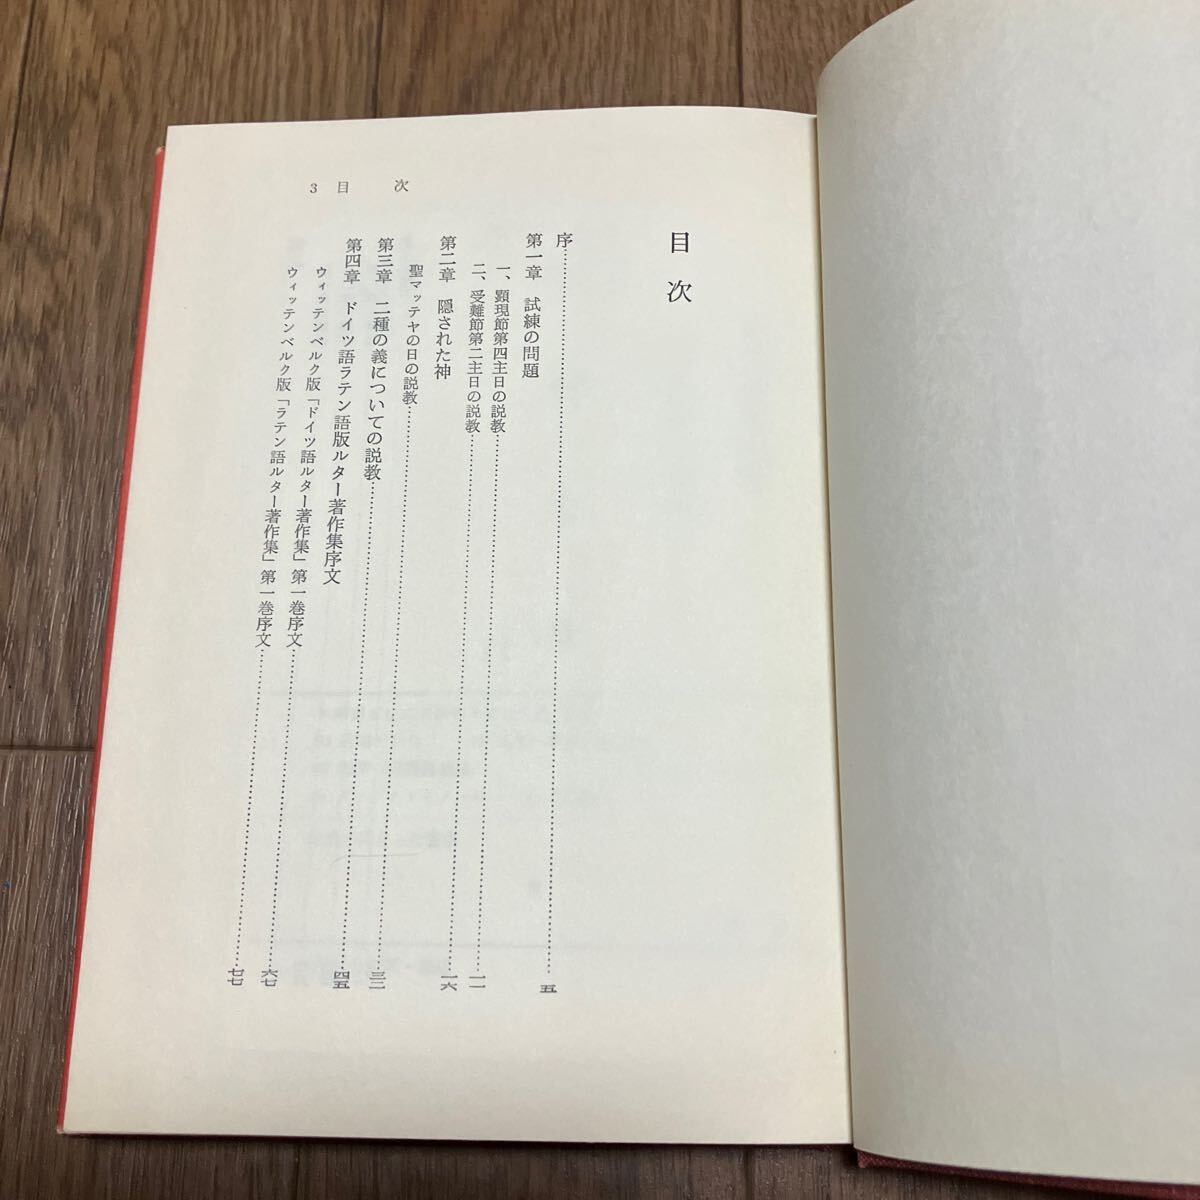 3 目 次
目次
序 五
第一章 試練の問題
一、顕現節第四主日の説教 一一
二、受難節第二主日の説教 一六
第二章 隠された神
聖マッテヤの日の説教 三二
第三章 二種の義についての説教 四五
第四章 ドイツ語ラテン語版ルター著作集序文
ウィッテンベルク版「ドイツ語ルター著作集」第一巻序文 六七
ウィッテンベルク版「ラテン語ルター著作集」第一巻序文 七七